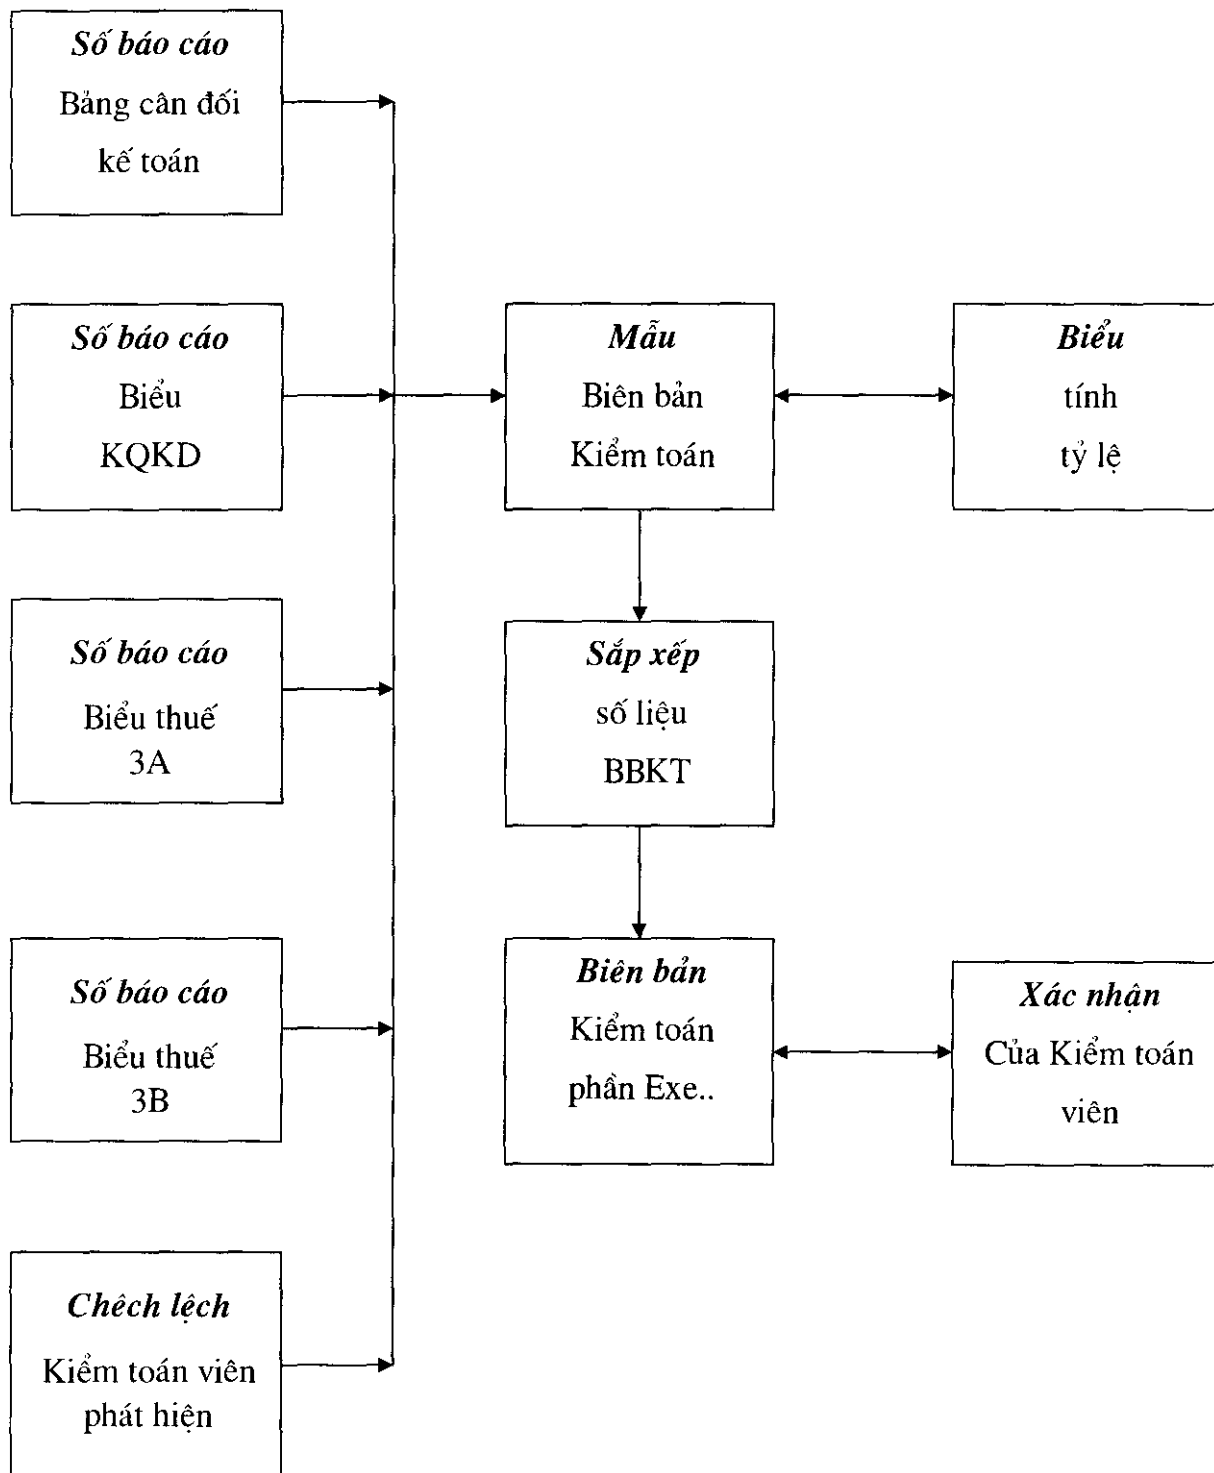 Số báo cáo
Bảng cân đối
kế toán
Số báo cáo
Biểu
KQKD
Mẫu
Biên bản
Kiểm toán
Biểu
tính
tỷ lệ
Số báo cáo
Biểu thuế
3A
Sắp xếp
số liệu
BBKT
Số báo cáo
Biểu thuế
3B
Biên bản
Kiểm toán
phần Exe..
Xác nhận
Của Kiểm toán
viên
Chêch lệch
Kiểm toán viên
phát hiện